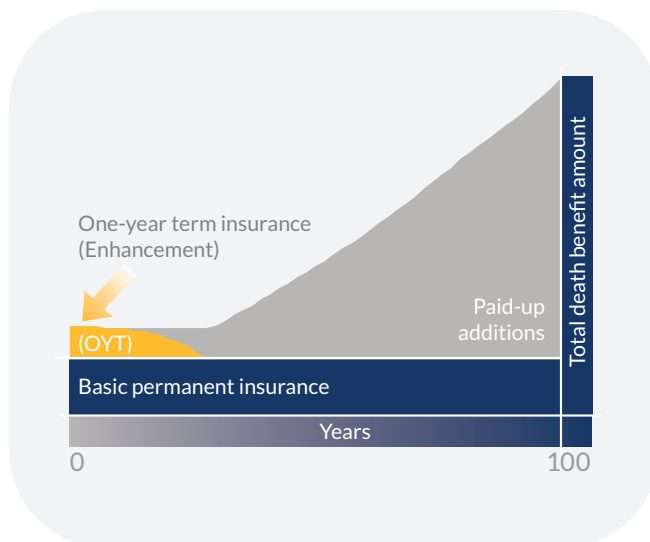 One-year term insurance
(Enhancement)
(OYT)
Paid-up
additions
Total death benefit amount
Basic permanent insurance
Years
0
100